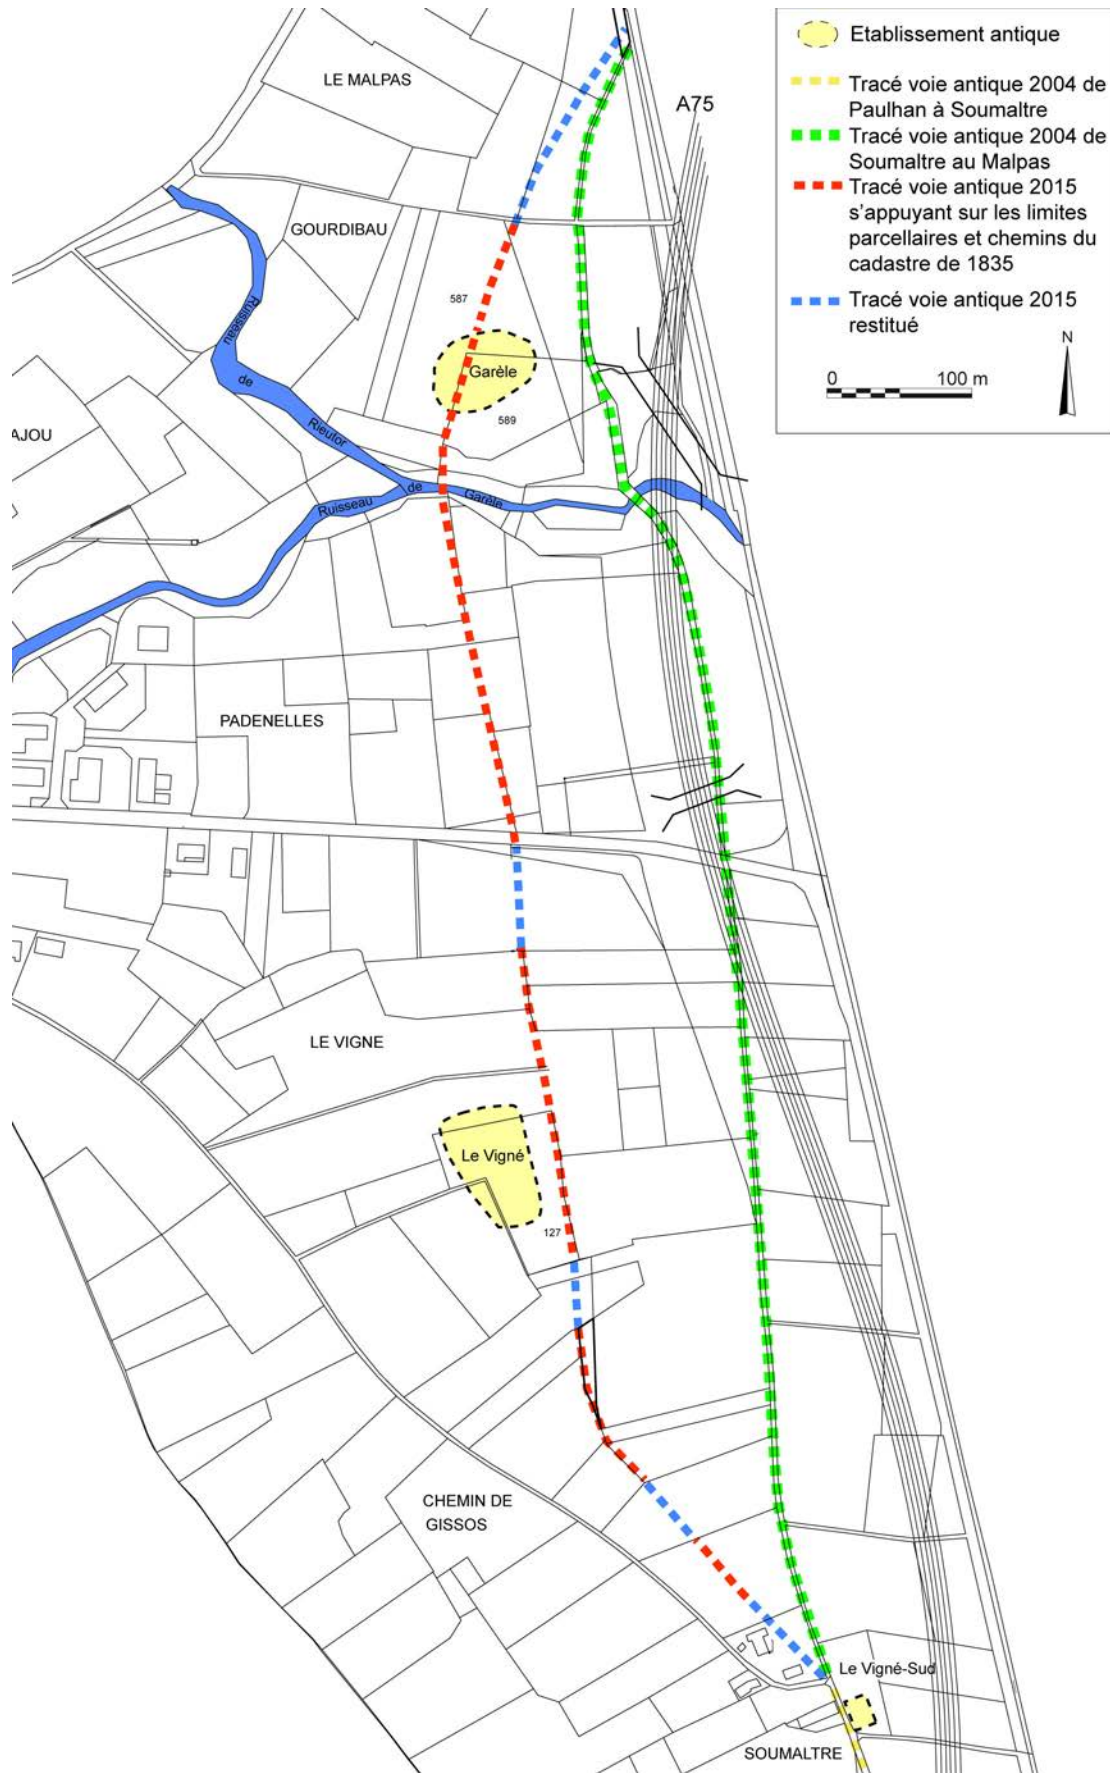 Etablissement antique
Tracé voie antique 2004 de
Paulhan à Soumaltre
Tracé voie antique 2004 de
Soumaltre au Malpas
Tracé voie antique 2015
s'appuyant sur les limites
parcellaires et chemins du
cadastre de 1835
Tracé voie antique 2015
restitué
N
0 100 m
LE MALPAS
A75
GOURDIBAU
587
Ruisseau
de
Rieutor
Garèle
589
AJOU
Ruisseau
de
Garèle
PADENELLES
LE VIGNE
Le Vigné
127
CHEMIN DE
GISSOS
Le Vigné-Sud
SOUMALTRE